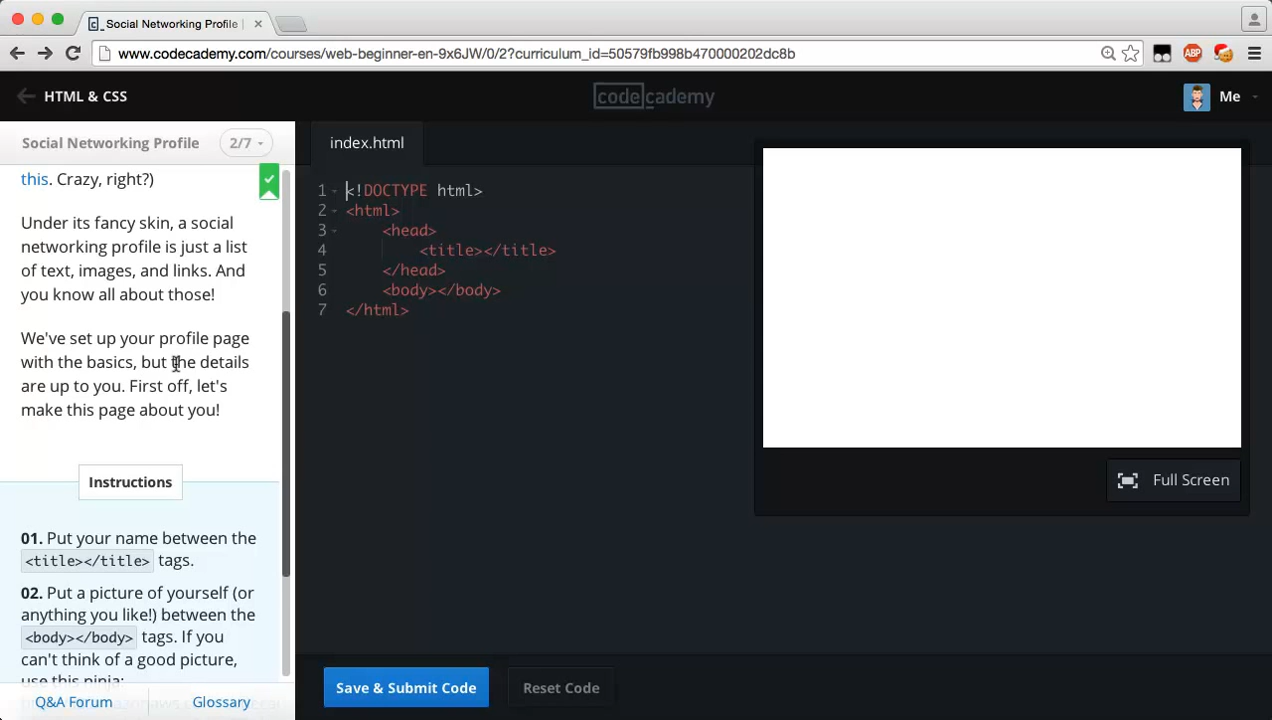 Social Networking Profile |
www.codecademy.com/courses/web-beginner-en-9x6JW/0/2?curriculum_id=50579fb998b470000202dc8b
ABP
HTML & CSS
codecademy
Me
Social Networking Profile
2/7
index.html
this. Crazy, right?)
Under its fancy skin, a social
networking profile is just a list
of text, images, and links. And
you know all about those!
We've set up your profile page
with the basics, but the details
are up to you. First off, let's
make this page about you!
Instructions
01. Put your name between the
<title></title> tags.
02. Put a picture of yourself (or
anything you like!) between the
<body></body> tags. If you
can't think of a good picture,
use this ninja:
Q&A Forum
Glossary
1 <!DOCTYPE html>
2 <html>
3 <head>
4 <title></title>
5 </head>
6 <body></body>
7 </html>
Full Screen
Save & Submit Code
Reset Code